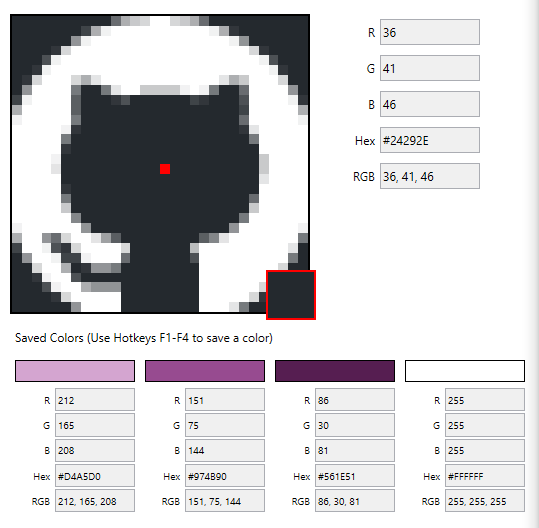 R 36
G 41
B 46
Hex #24292E
RGB 36, 41, 46
Saved Colors (Use Hotkeys F1-F4 to save a color)
R 212 R 151 R 86 R 255
G 165 G 75 G 30 G 255
B 208 B 144 B 81 B 255
Hex #D4A5D0 Hex #974B90 Hex #561E51 Hex #FFFFFF
RGB 212, 165, 208 RGB 151, 75, 144 RGB 86, 30, 81 RGB 255, 255, 255